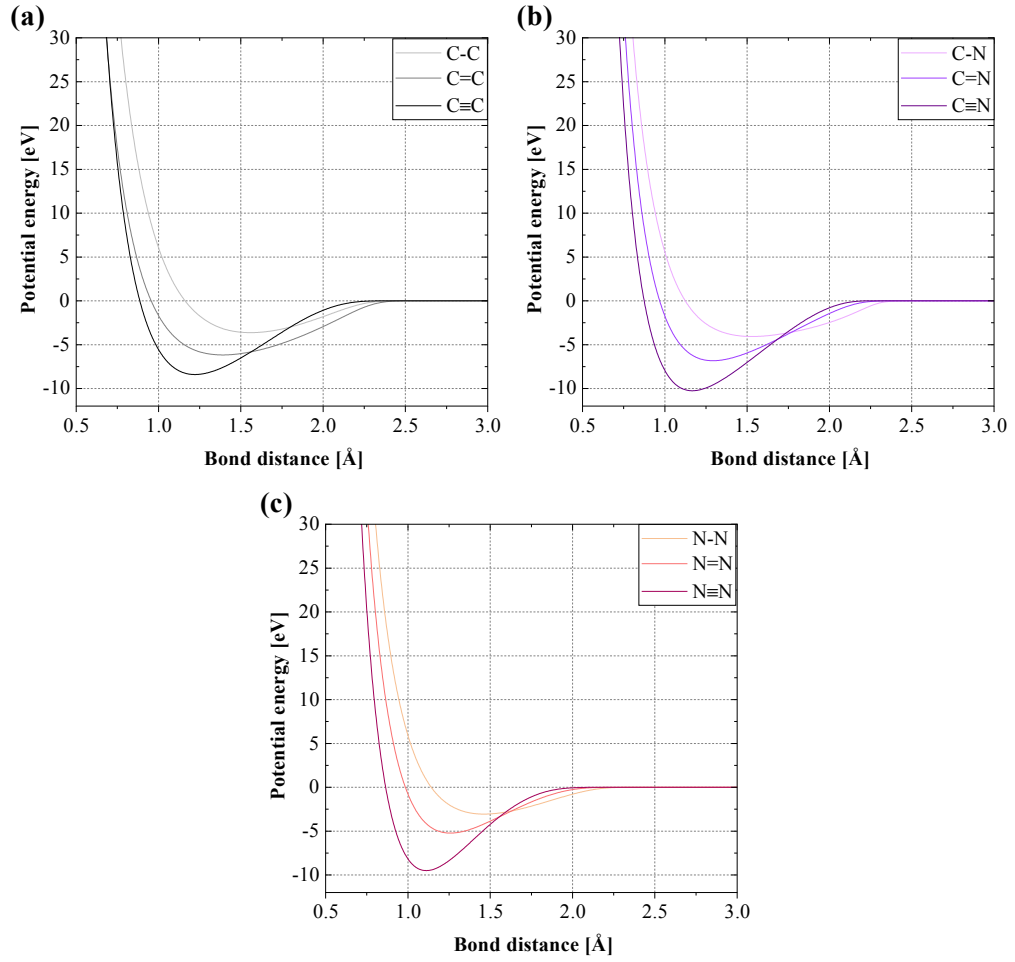 (a)
30
25
20
15
10
5
0
-5
-10
Potential energy [eV]
C-C
C=C
C≡C
0.5 1.0 1.5 2.0 2.5 3.0
Bond distance [Å]
(b)
30
25
20
15
10
5
0
-5
-10
Potential energy [eV]
C-N
C=N
C≡N
0.5 1.0 1.5 2.0 2.5 3.0
Bond distance [Å]
(c)
30
25
20
15
10
5
0
-5
-10
Potential energy [eV]
N-N
N=N
N≡N
0.5 1.0 1.5 2.0 2.5 3.0
Bond distance [Å]